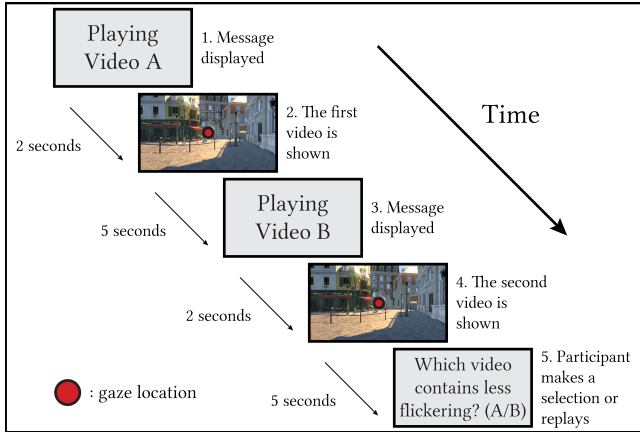 Playing
Video A
1. Message
displayed
2 seconds
2. The first
video is
shown
Time
5 seconds
Playing
Video B
3. Message
displayed
2 seconds
4. The second
video is
shown
5 seconds
Which video
contains less
flickering? (A/B)
5. Participant
makes a
selection or
replays
: gaze location